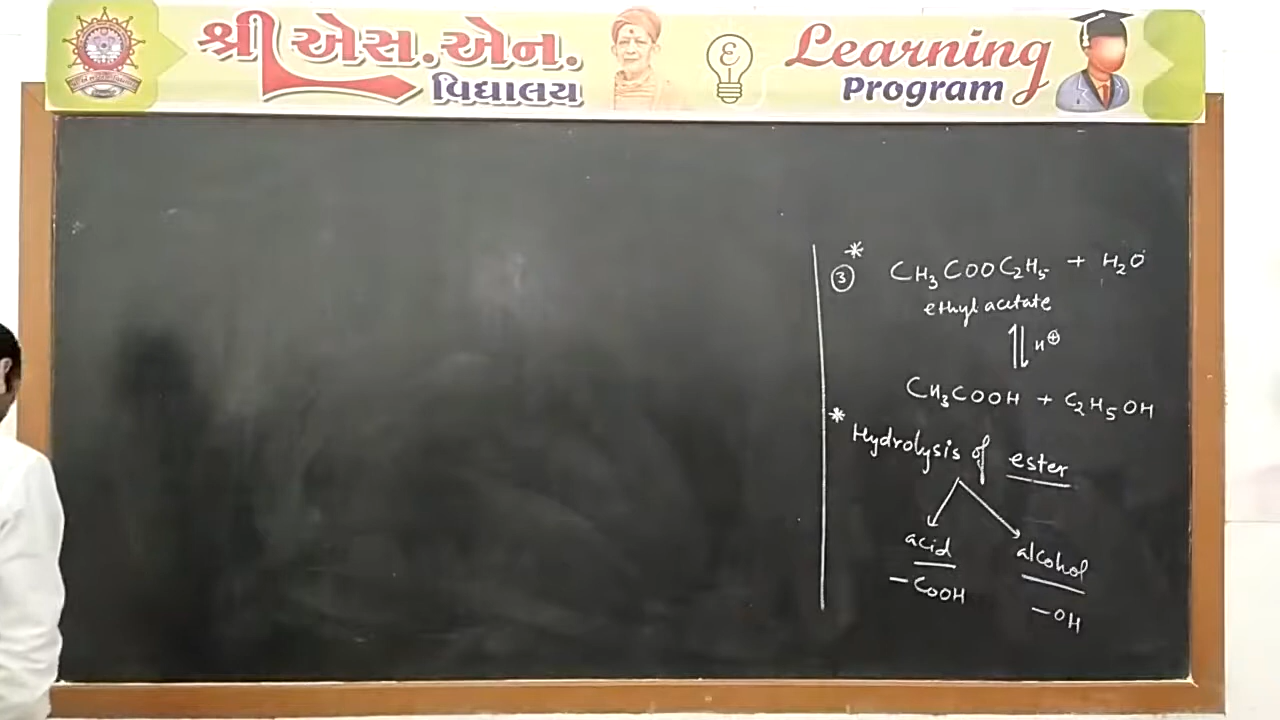 શ્રી એસ.એન.
વિદ્યાલય
ε
Learning
Program
*
③ CH₃COOC₂H₅ + H₂O
ethyl acetate
⥮ H⊕
CH₃COOH + C₂H₅OH
* Hydrolysis of ester
acid alcohol
-COOH -OH